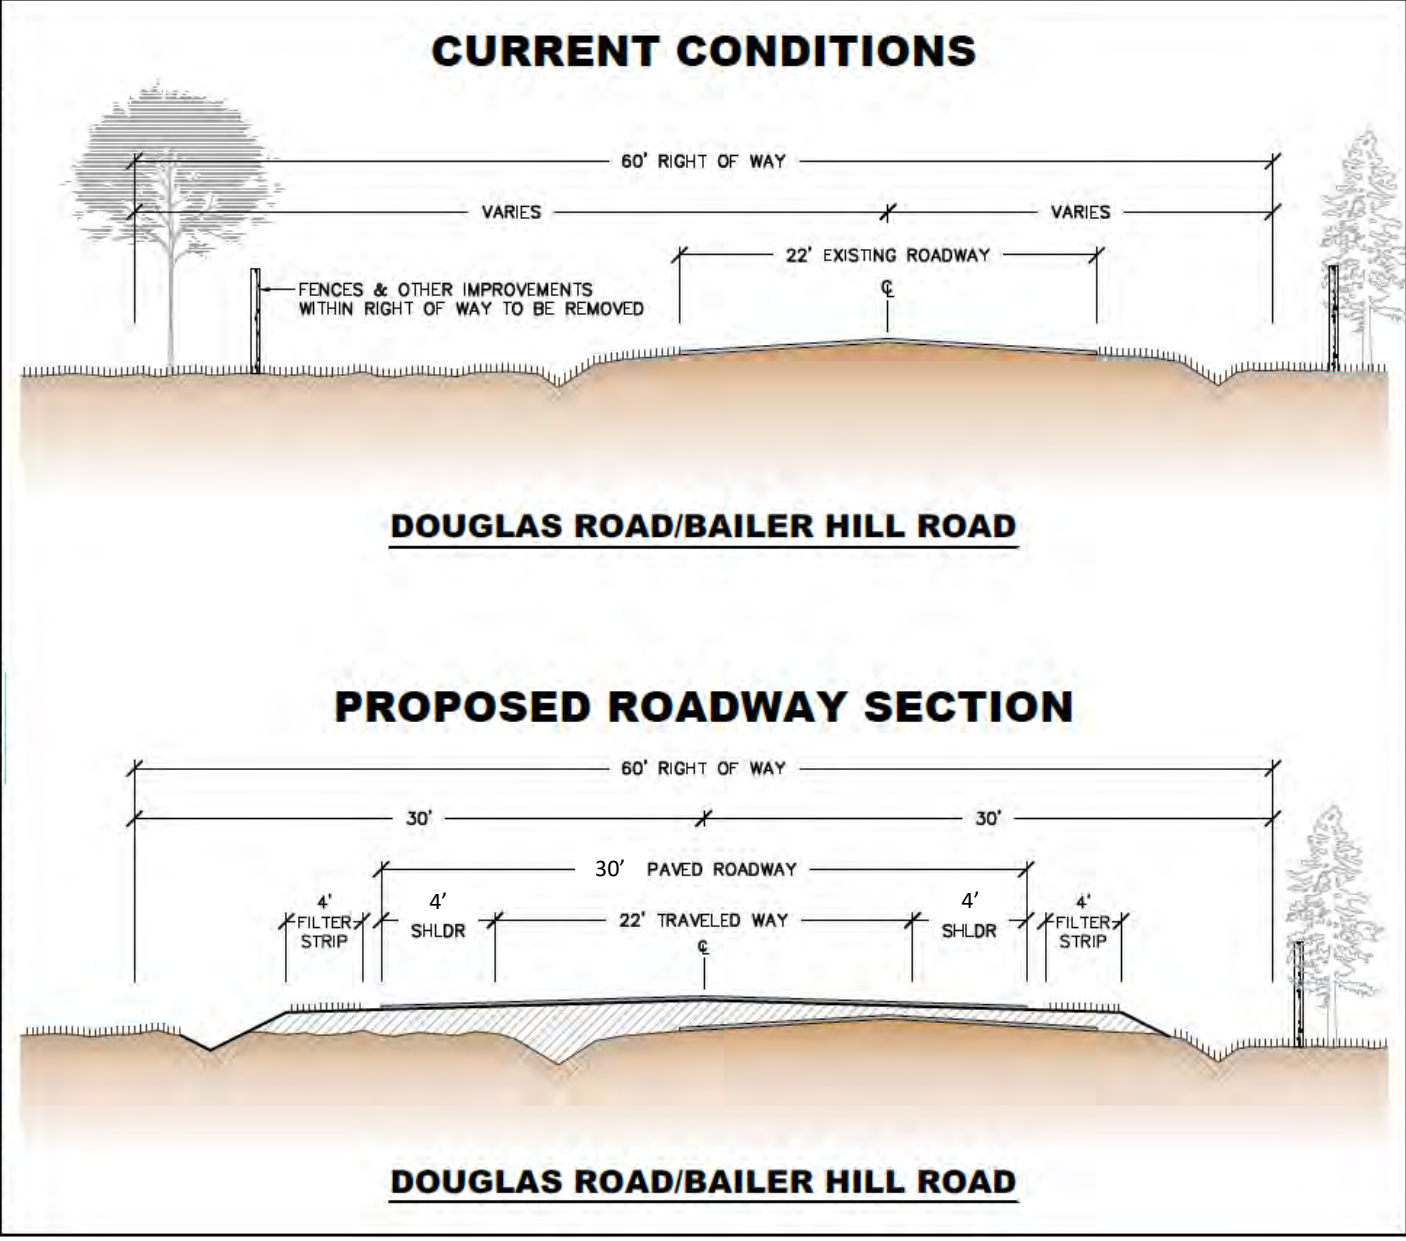 CURRENT CONDITIONS
60' RIGHT OF WAY
VARIES
VARIES
22' EXISTING ROADWAY
℄
FENCES & OTHER IMPROVEMENTS
WITHIN RIGHT OF WAY TO BE REMOVED
DOUGLAS ROAD/BAILER HILL ROAD
PROPOSED ROADWAY SECTION
60' RIGHT OF WAY
30'
30'
30' PAVED ROADWAY
4'
FILTER
STRIP
4'
SHLDR
22' TRAVELED WAY
℄
4'
SHLDR
4'
FILTER
STRIP
DOUGLAS ROAD/BAILER HILL ROAD